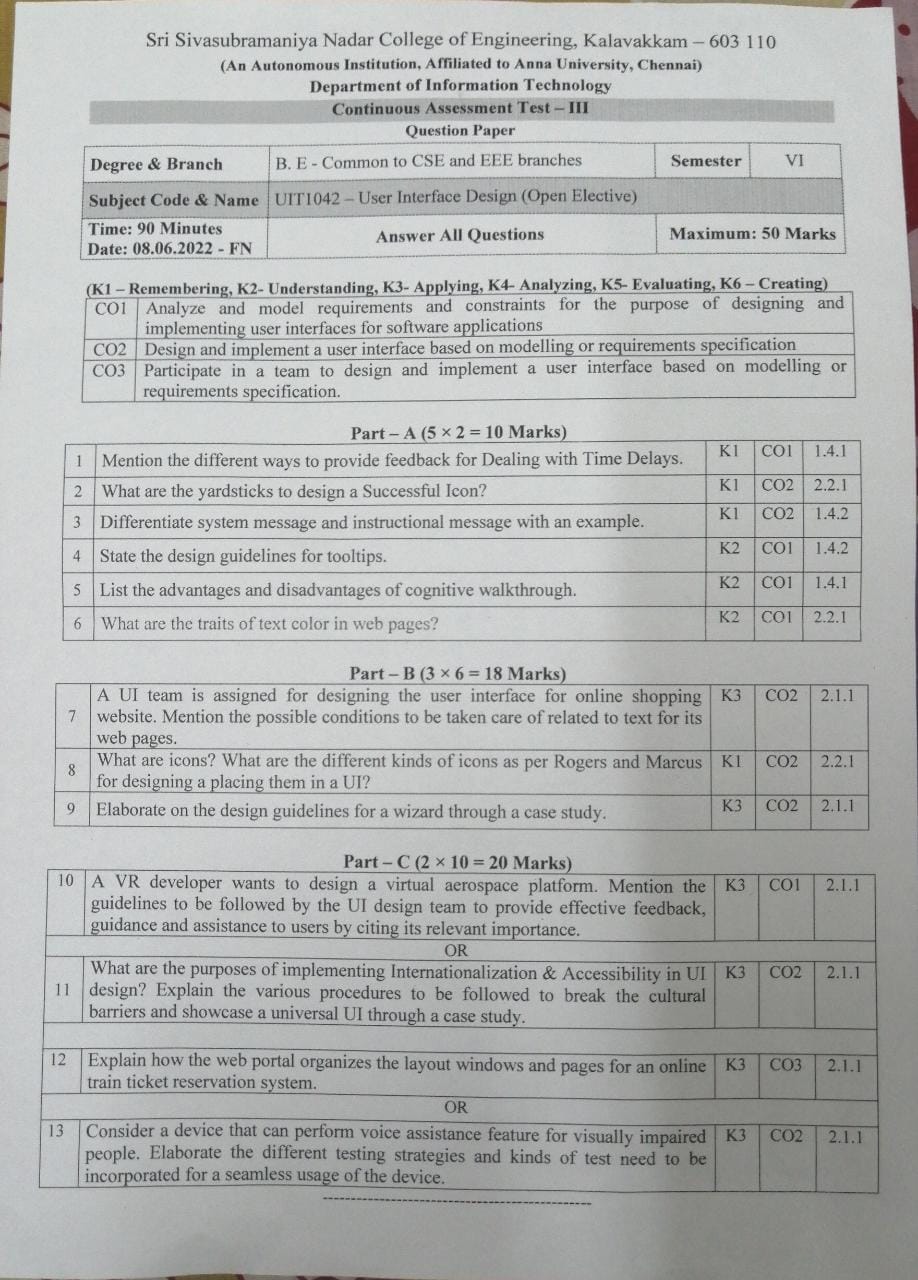 Sri Sivasubramaniya Nadar College of Engineering, Kalavakkam – 603 110
(An Autonomous Institution, Affiliated to Anna University, Chennai)
Department of Information Technology
Continuous Assessment Test – III
Question Paper
Degree & Branch B. E - Common to CSE and EEE branches Semester VI
Subject Code & Name UIT1042 – User Interface Design (Open Elective)
Time: 90 Minutes
Date: 08.06.2022 - FN Answer All Questions Maximum: 50 Marks
(K1 – Remembering, K2- Understanding, K3- Applying, K4- Analyzing, K5- Evaluating, K6 – Creating)
CO1 Analyze and model requirements and constraints for the purpose of designing and
implementing user interfaces for software applications
CO2 Design and implement a user interface based on modelling or requirements specification
CO3 Participate in a team to design and implement a user interface based on modelling or
requirements specification.
Part – A (5 × 2 = 10 Marks)
1 Mention the different ways to provide feedback for Dealing with Time Delays. K1 CO1 1.4.1
2 What are the yardsticks to design a Successful Icon? K1 CO2 2.2.1
3 Differentiate system message and instructional message with an example. K1 CO2 1.4.2
4 State the design guidelines for tooltips. K2 CO1 1.4.2
5 List the advantages and disadvantages of cognitive walkthrough. K2 CO1 1.4.1
6 What are the traits of text color in web pages? K2 CO1 2.2.1
Part – B (3 × 6 = 18 Marks)
7 A UI team is assigned for designing the user interface for online shopping K3 CO2 2.1.1
website. Mention the possible conditions to be taken care of related to text for its
web pages.
8 What are icons? What are the different kinds of icons as per Rogers and Marcus K1 CO2 2.2.1
for designing a placing them in a UI?
9 Elaborate on the design guidelines for a wizard through a case study. K3 CO2 2.1.1
Part – C (2 × 10 = 20 Marks)
10 A VR developer wants to design a virtual aerospace platform. Mention the K3 CO1 2.1.1
guidelines to be followed by the UI design team to provide effective feedback,
guidance and assistance to users by citing its relevant importance.
OR
11 What are the purposes of implementing Internationalization & Accessibility in UI K3 CO2 2.1.1
design? Explain the various procedures to be followed to break the cultural
barriers and showcase a universal UI through a case study.
12 Explain how the web portal organizes the layout windows and pages for an online K3 CO3 2.1.1
train ticket reservation system.
OR
13 Consider a device that can perform voice assistance feature for visually impaired K3 CO2 2.1.1
people. Elaborate the different testing strategies and kinds of test need to be
incorporated for a seamless usage of the device.